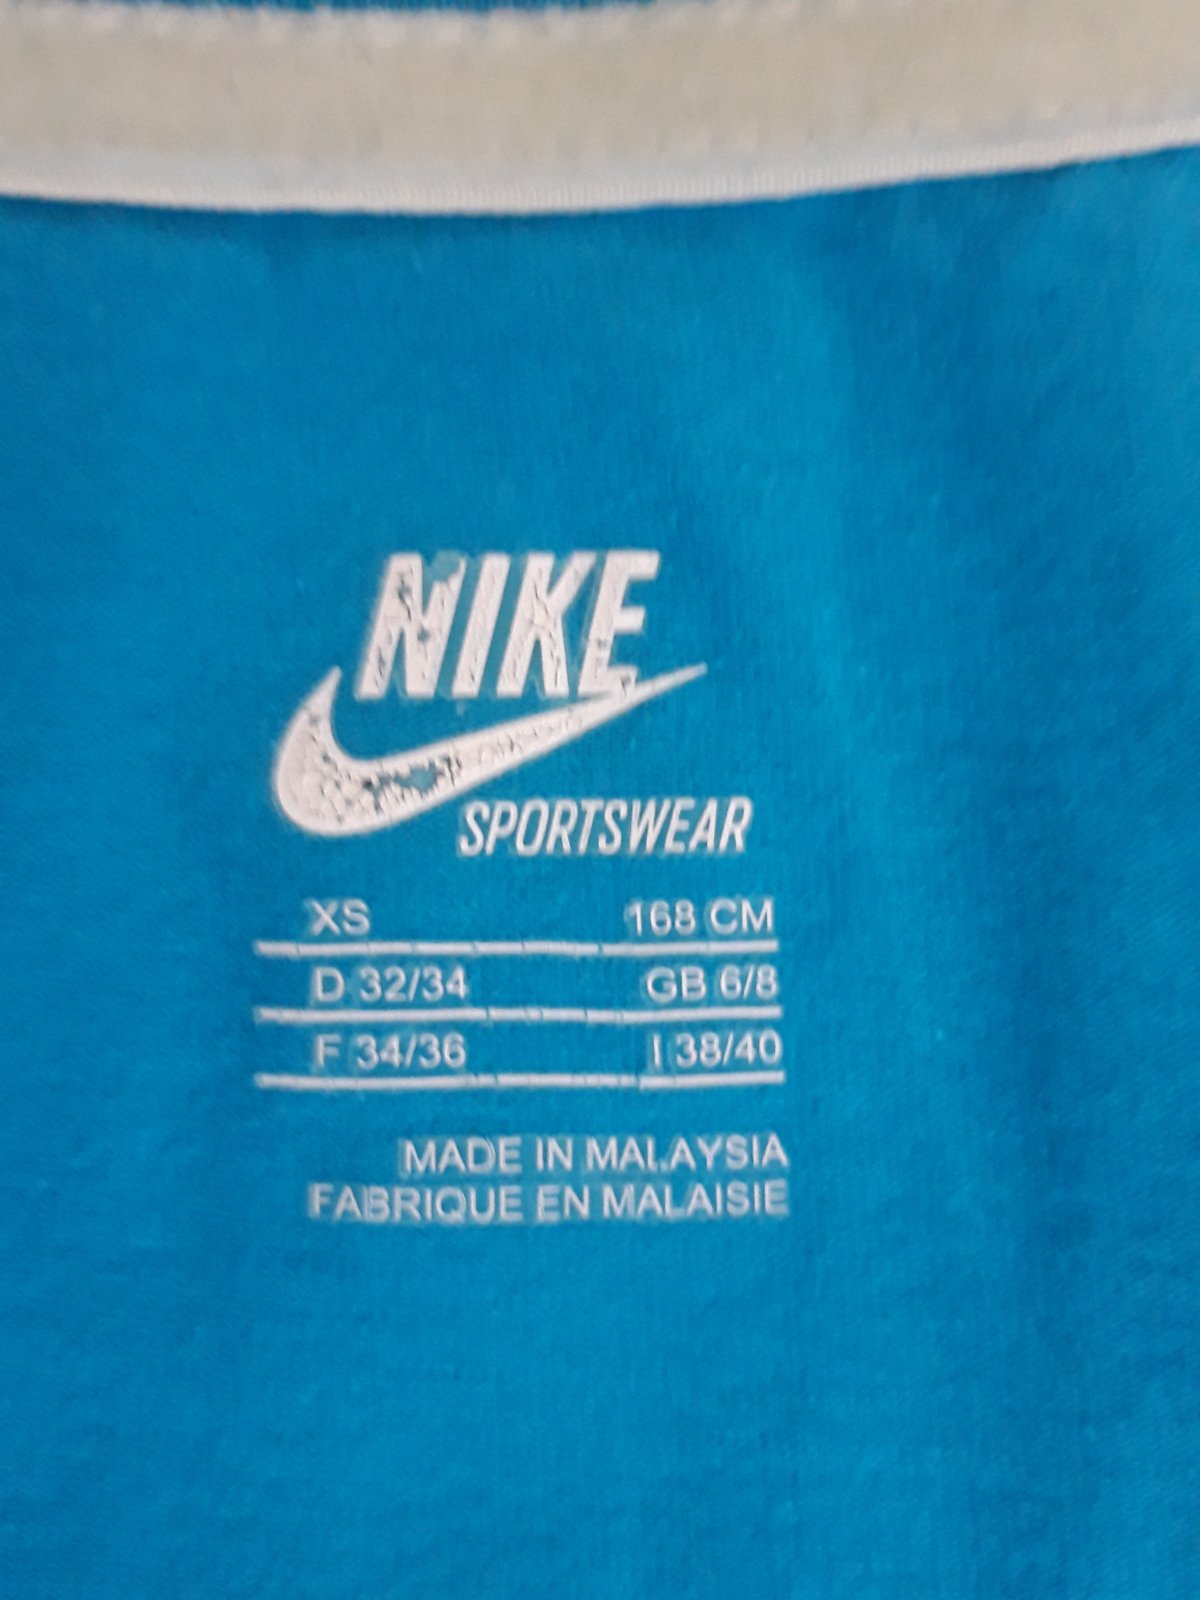 NIKE
SPORTSWEAR
XS 168 CM
D 32/34 GB 6/8
F 34/36 I 38/40
MADE IN MALAYSIA
FABRIQUE EN MALAISIE